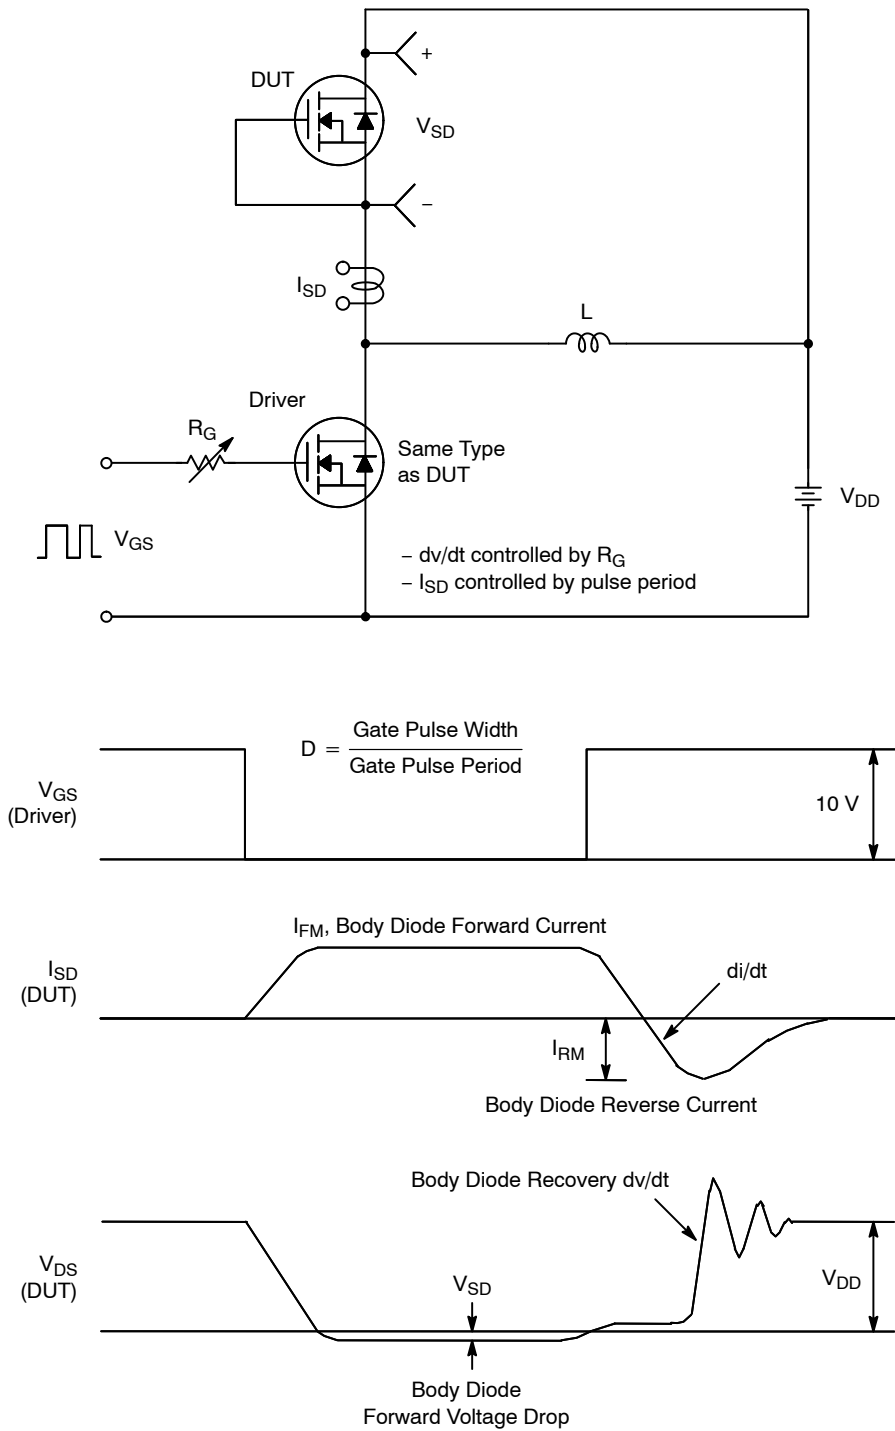 DUT
+
V_SD
−
I_SD
L
Driver
R_G
Same Type
as DUT
V_DD
V_GS
− dv/dt controlled by R_G
− I_SD controlled by pulse period
D = Gate Pulse Width / Gate Pulse Period
V_GS
(Driver)
10 V
I_FM, Body Diode Forward Current
I_SD
(DUT)
di/dt
I_RM
Body Diode Reverse Current
Body Diode Recovery dv/dt
V_DS
(DUT)
V_SD
V_DD
Body Diode
Forward Voltage Drop